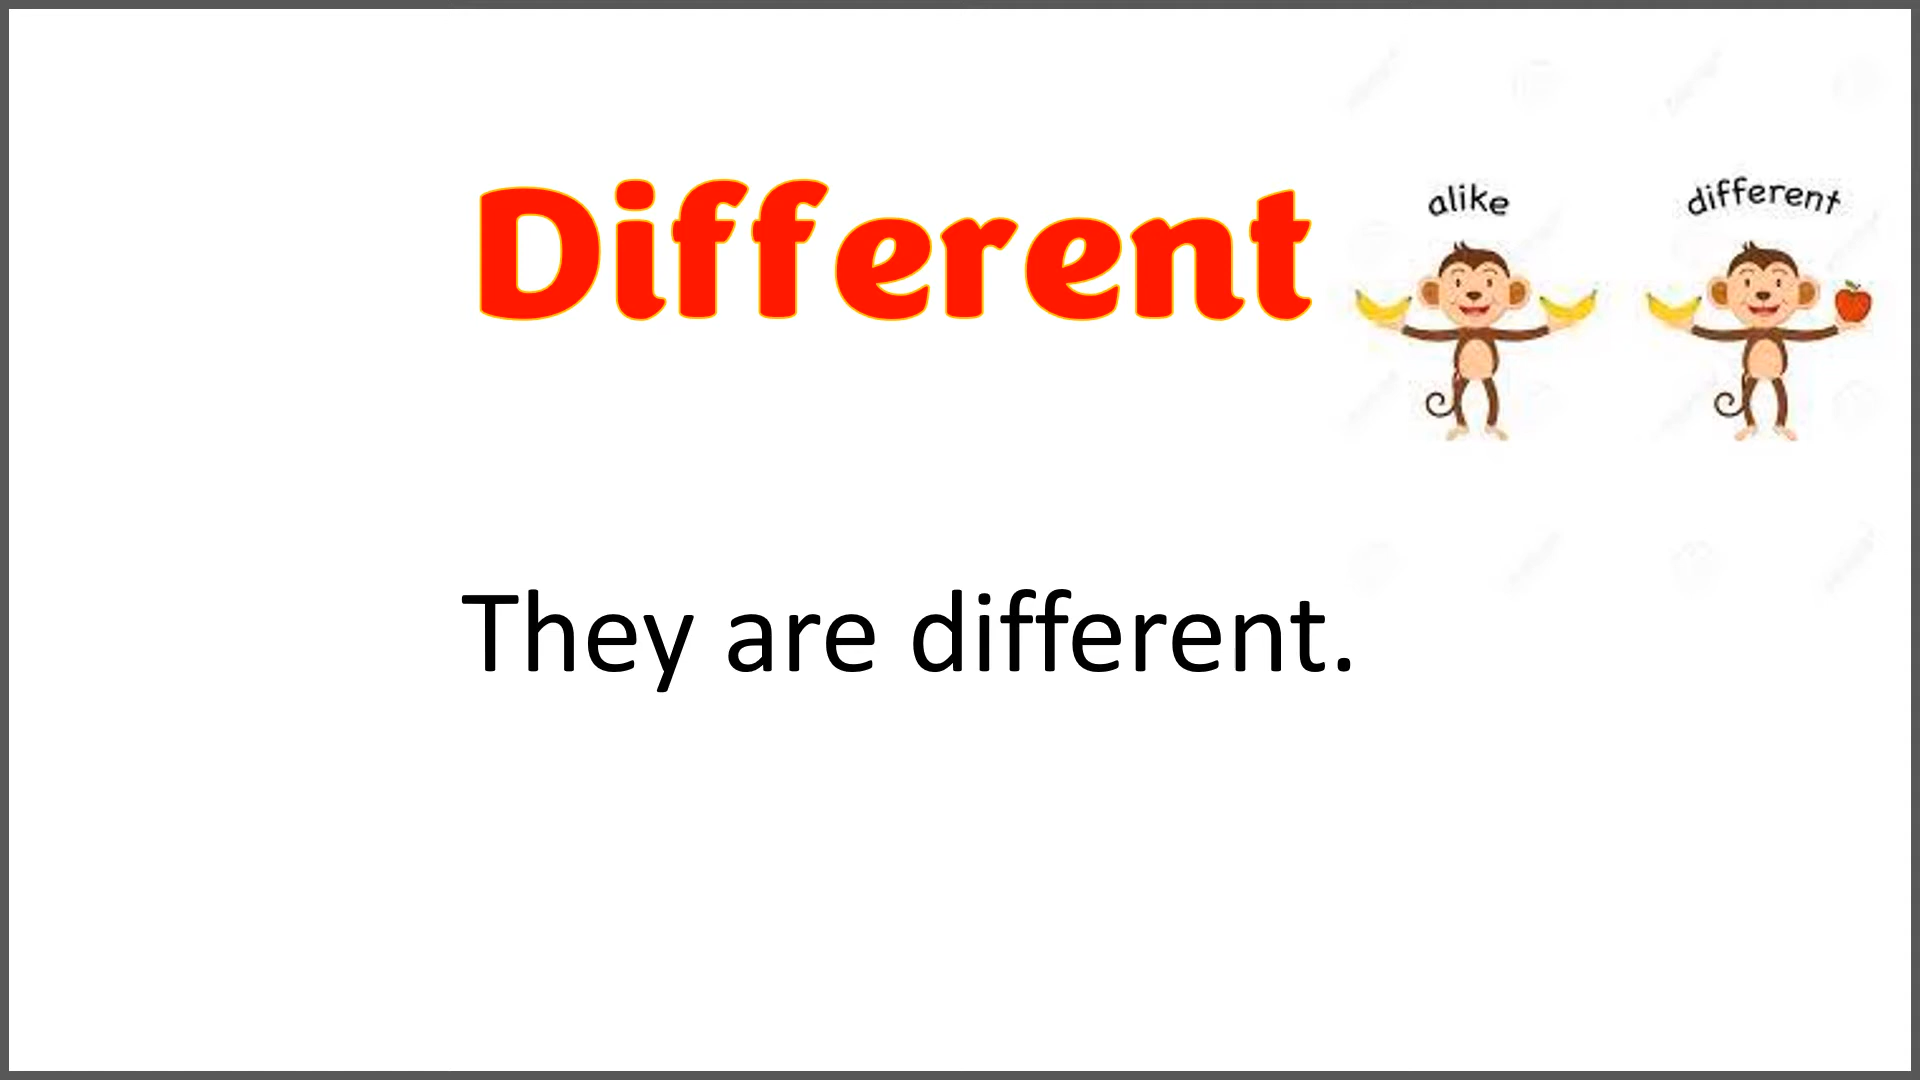 Different
alike
different
They are different.